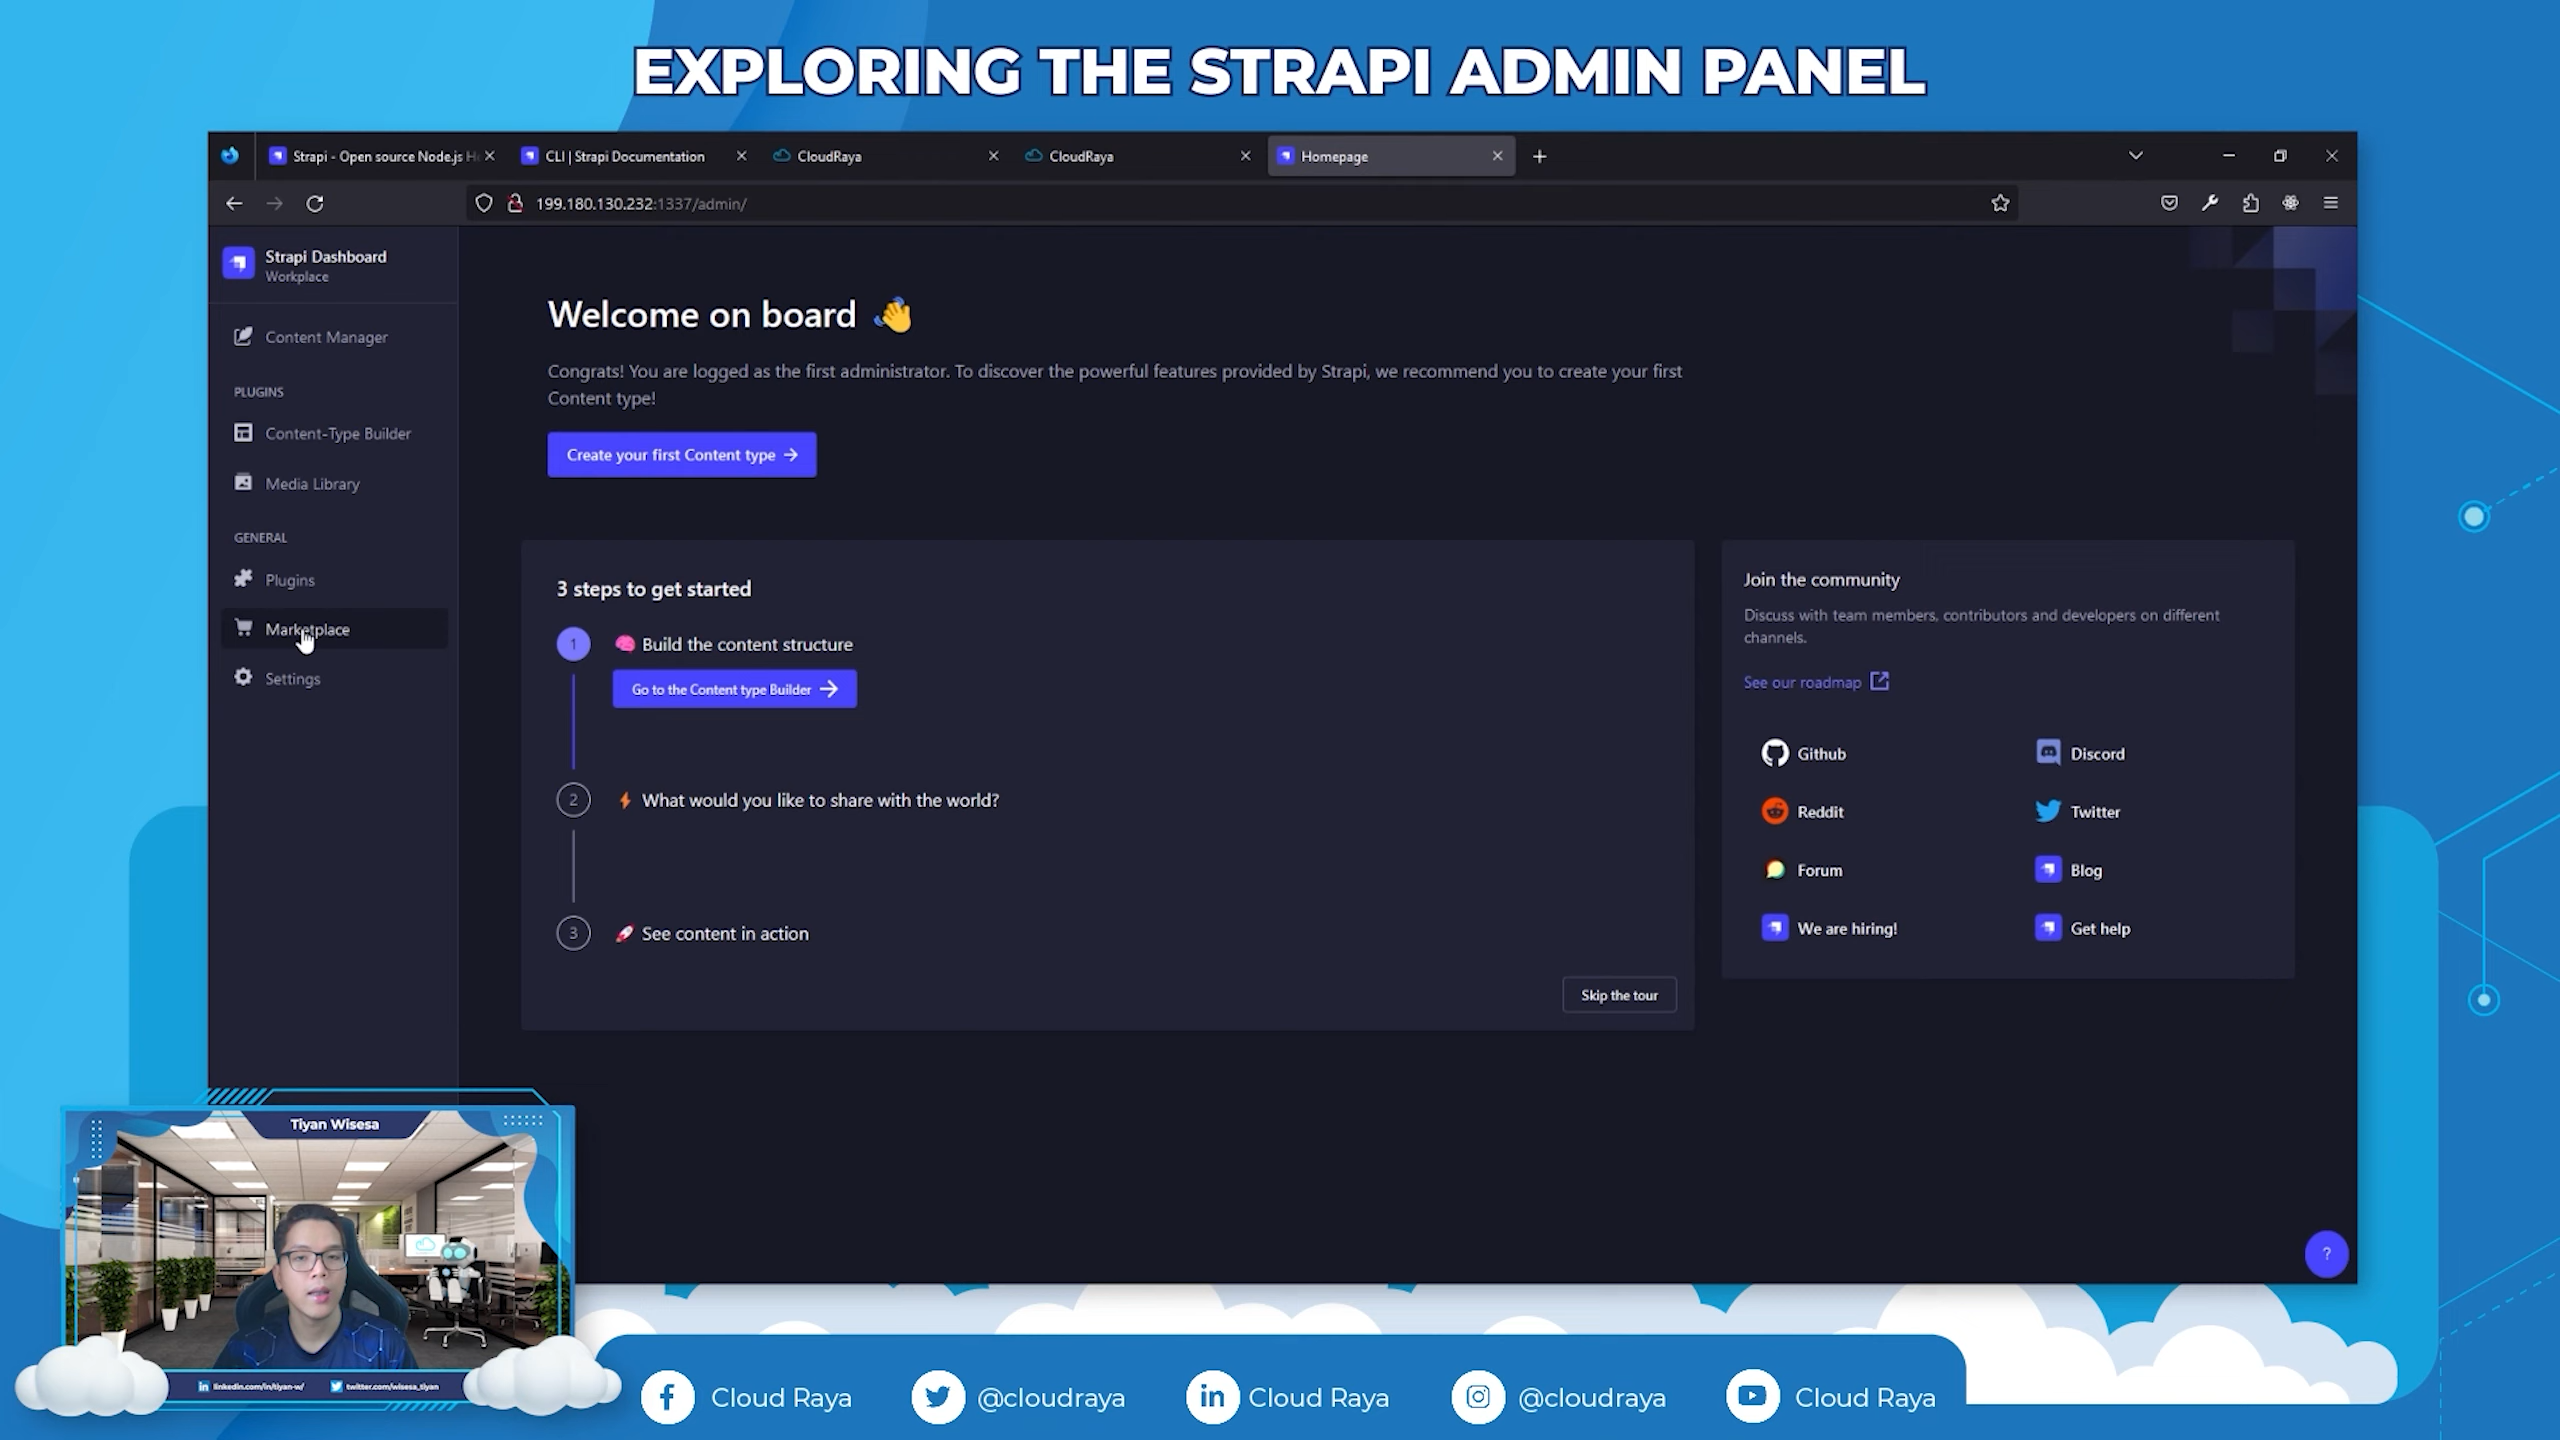 EXPLORING THE STRAPI ADMIN PANEL
Strapi - Open source Node.js
CLI | Strapi Documentation
CloudRaya
CloudRaya
Homepage
199.180.130.232:1337/admin/
Strapi Dashboard
Workplace
Content Manager
PLUGINS
Content-Type Builder
Media Library
GENERAL
Plugins
Marketplace
Settings
Welcome on board
Congrats! You are logged as the first administrator. To discover the powerful features provided by Strapi, we recommend you to create your first
Content type!
Create your first Content type
3 steps to get started
1
Build the content structure
Go to the Content type Builder
2
What would you like to share with the world?
3
See content in action
Skip the tour
Join the community
Discuss with team members, contributors and developers on different
channels.
See our roadmap
Github
Discord
Reddit
Twitter
Forum
Blog
We are hiring!
Get help
?
Tiyan Wisesa
linkedin.com/in/tiyan-w/
twitter.com/wisesa_tiyan
Cloud Raya
@cloudraya
Cloud Raya
@cloudraya
Cloud Raya